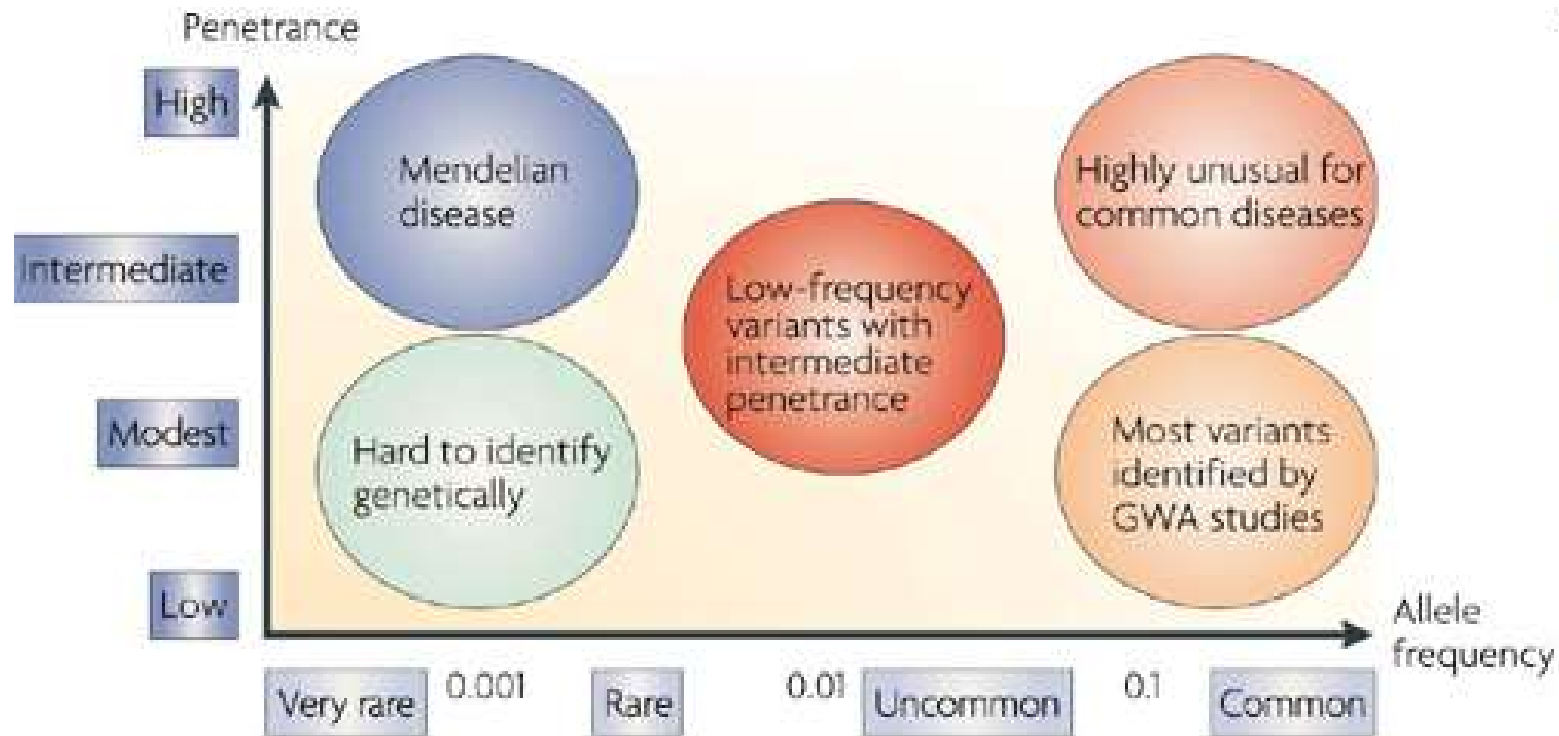 Penetrance
High
Intermediate
Modest
Low
Mendelian
disease
Highly unusual for
common diseases
Low-frequency
variants with
intermediate
penetrance
Hard to identify
genetically
Most variants
identified by
GWA studies
Allele
frequency
Very rare
0.001
Rare
0.01
Uncommon
0.1
Common